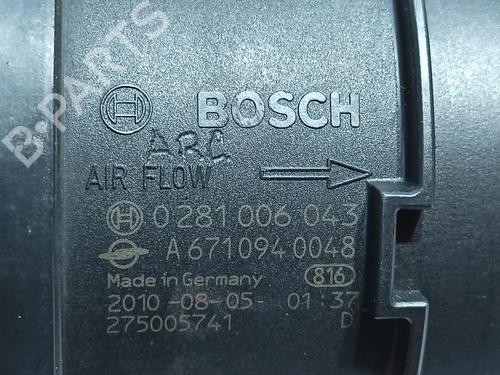 B-PARTS
BOSCH
ABC
AIR FLOW
0 281 006 043
A 671 094 0048
Made in Germany 816
2010-08-05 01:37
275005741 D